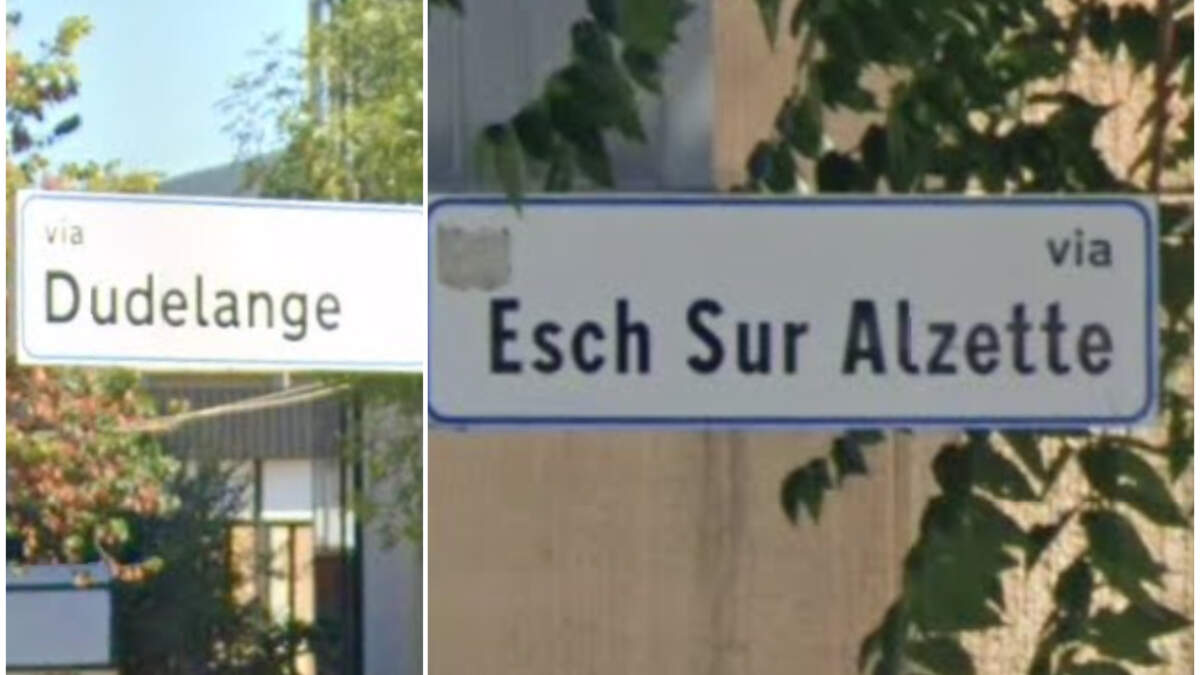 via
Dudelange
via
Esch Sur Alzette